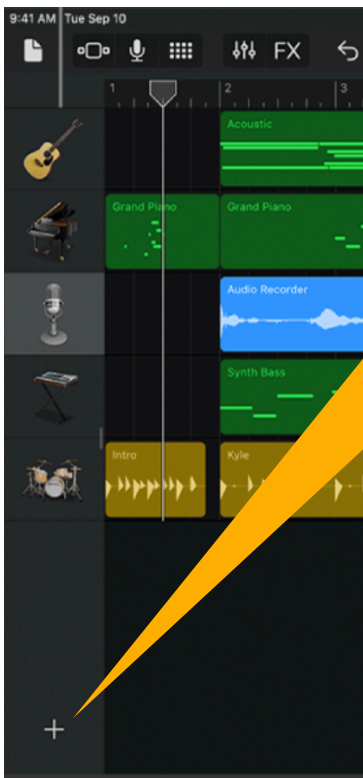 9:41 AM Tue Sep 10
FX
1 2 3
Acoustic
Grand Piano Grand Piano
Audio Recorder
Synth Bass
Intro Kyle
+